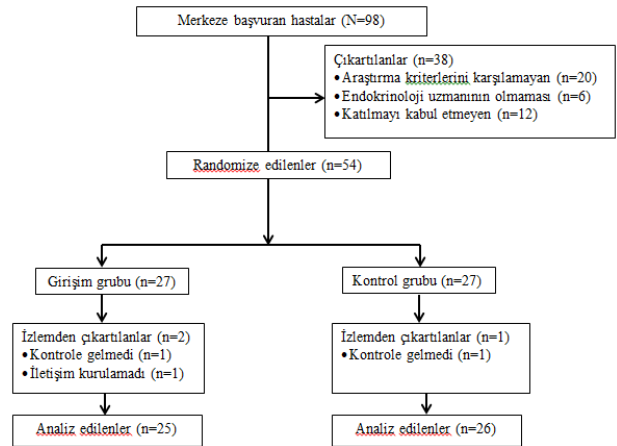 Merkeze başvuran hastalar (N=98)
Çıkartılanlar (n=38)
•Araştırma kriterlerini karşılamayan (n=20)
•Endokrinoloji uzmanının olmaması (n=6)
•Katılmayı kabul etmeyen (n=12)
Randomize edilenler (n=54)
Girişim grubu (n=27)
Kontrol grubu (n=27)
İzlemden çıkartılanlar (n=2)
•Kontrole gelmedi (n=1)
•İletişim kurulamadı (n=1)
İzlemden çıkartılanlar (n=1)
•Kontrole gelmedi (n=1)
Analiz edilenler (n=25)
Analiz edilenler (n=26)